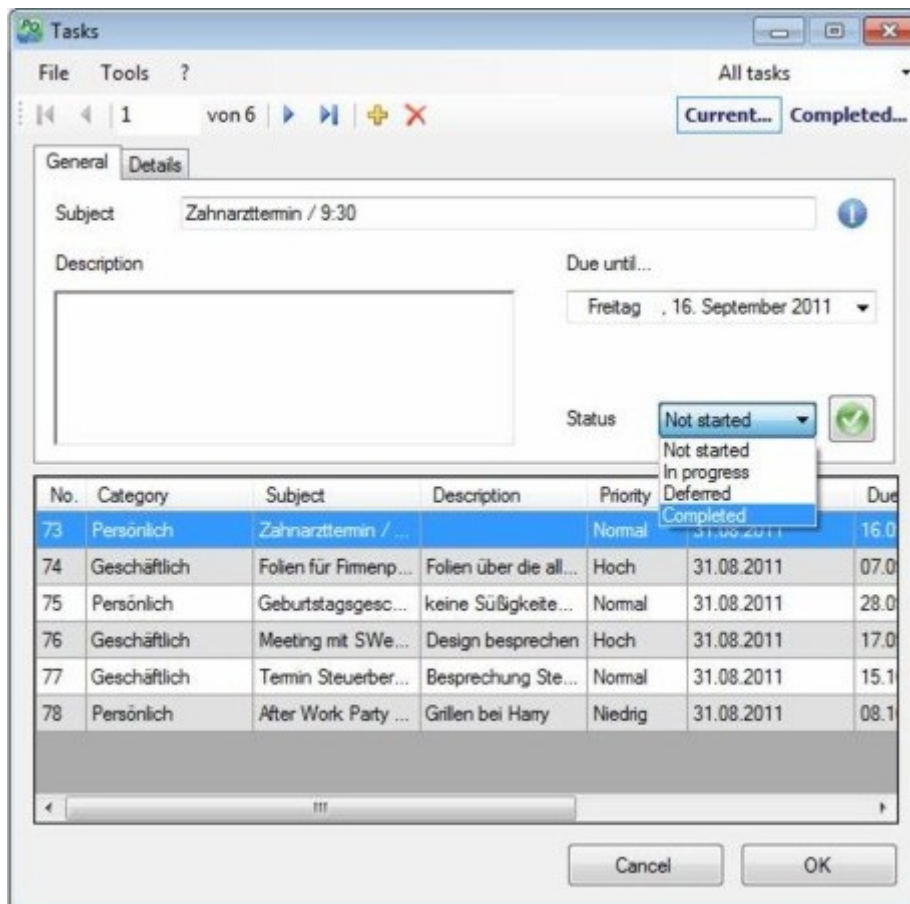 Tasks
File Tools ? All tasks
1 von 6 Current... Completed...
General Details
Subject Zahnarzttermin / 9:30
Description Due until...
Freitag , 16. September 2011
Status Not started
Not started
In progress
Deferred
Completed
No. Category Subject Description Priority Due
73 Persönlich Zahnarzttermin / ... Normal 31.08.2011 16.0
74 Geschäftlich Folien für Firmenp... Folien über die all... Hoch 31.08.2011 07.0
75 Persönlich Geburtstagsgesc... keine Süßigkeite... Normal 31.08.2011 28.0
76 Geschäftlich Meeting mit SWe... Design besprechen Hoch 31.08.2011 17.0
77 Geschäftlich Termin Steuerber... Besprechung Ste... Normal 31.08.2011 15.1
78 Persönlich After Work Party ... Grillen bei Harry Niedrig 31.08.2011 08.1
Cancel OK